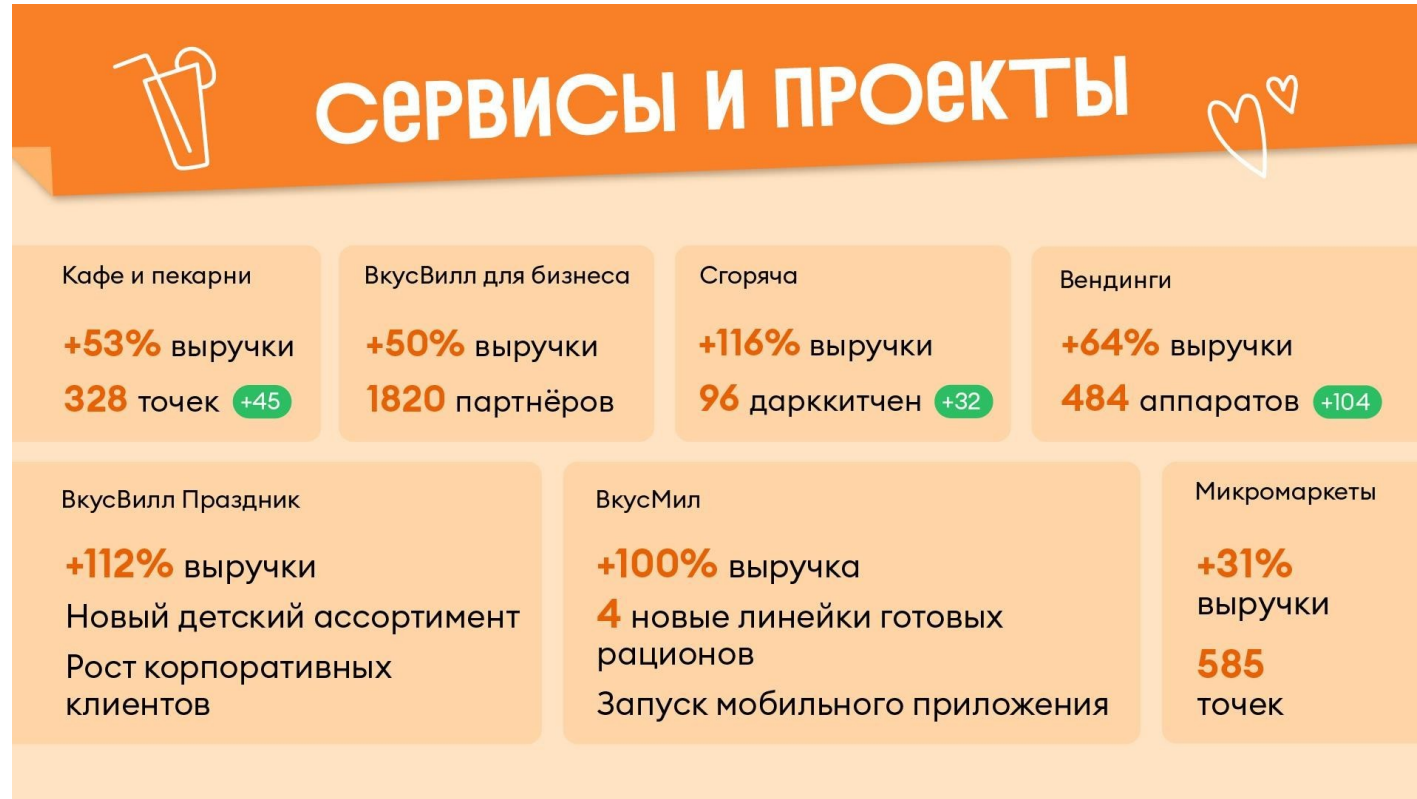 Сервисы и проекты
Кафе и пекарни
+53% выручки
328 точек +45
ВкусВилл для бизнеса
+50% выручки
1820 партнёров
Сгоряча
+116% выручки
96 дарккитчен +32
Вендинги
+64% выручки
484 аппаратов +104
ВкусВилл Праздник
+112% выручки
Новый детский ассортимент
Рост корпоративных
клиентов
ВкусМил
+100% выручка
4 новые линейки готовых
рационов
Запуск мобильного приложения
Микромаркеты
+31%
выручки
585
точек